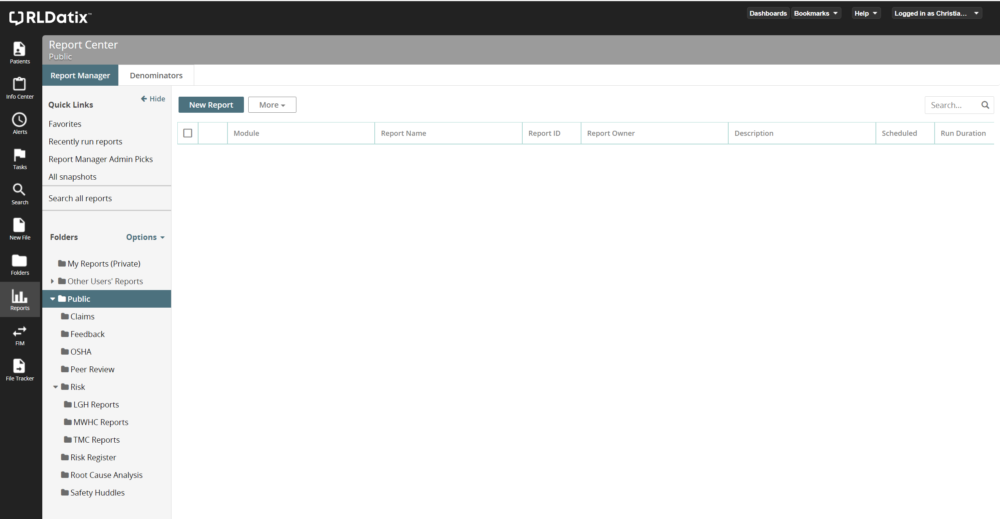 RLDatix™
Dashboards
Bookmarks
Help
Logged in as Christia...
Patients
Info Center
Alerts
Tasks
Search
New File
Folders
Reports
FIM
File Tracker
Report Center
Public
Report Manager
Denominators
Hide
Quick Links
Favorites
Recently run reports
Report Manager Admin Picks
All snapshots
Search all reports
Folders
Options
My Reports (Private)
Other Users' Reports
Public
Claims
Feedback
OSHA
Peer Review
Risk
LGH Reports
MWHC Reports
TMC Reports
Risk Register
Root Cause Analysis
Safety Huddles
New Report
More
Search...
Module
Report Name
Report ID
Report Owner
Description
Scheduled
Run Duration